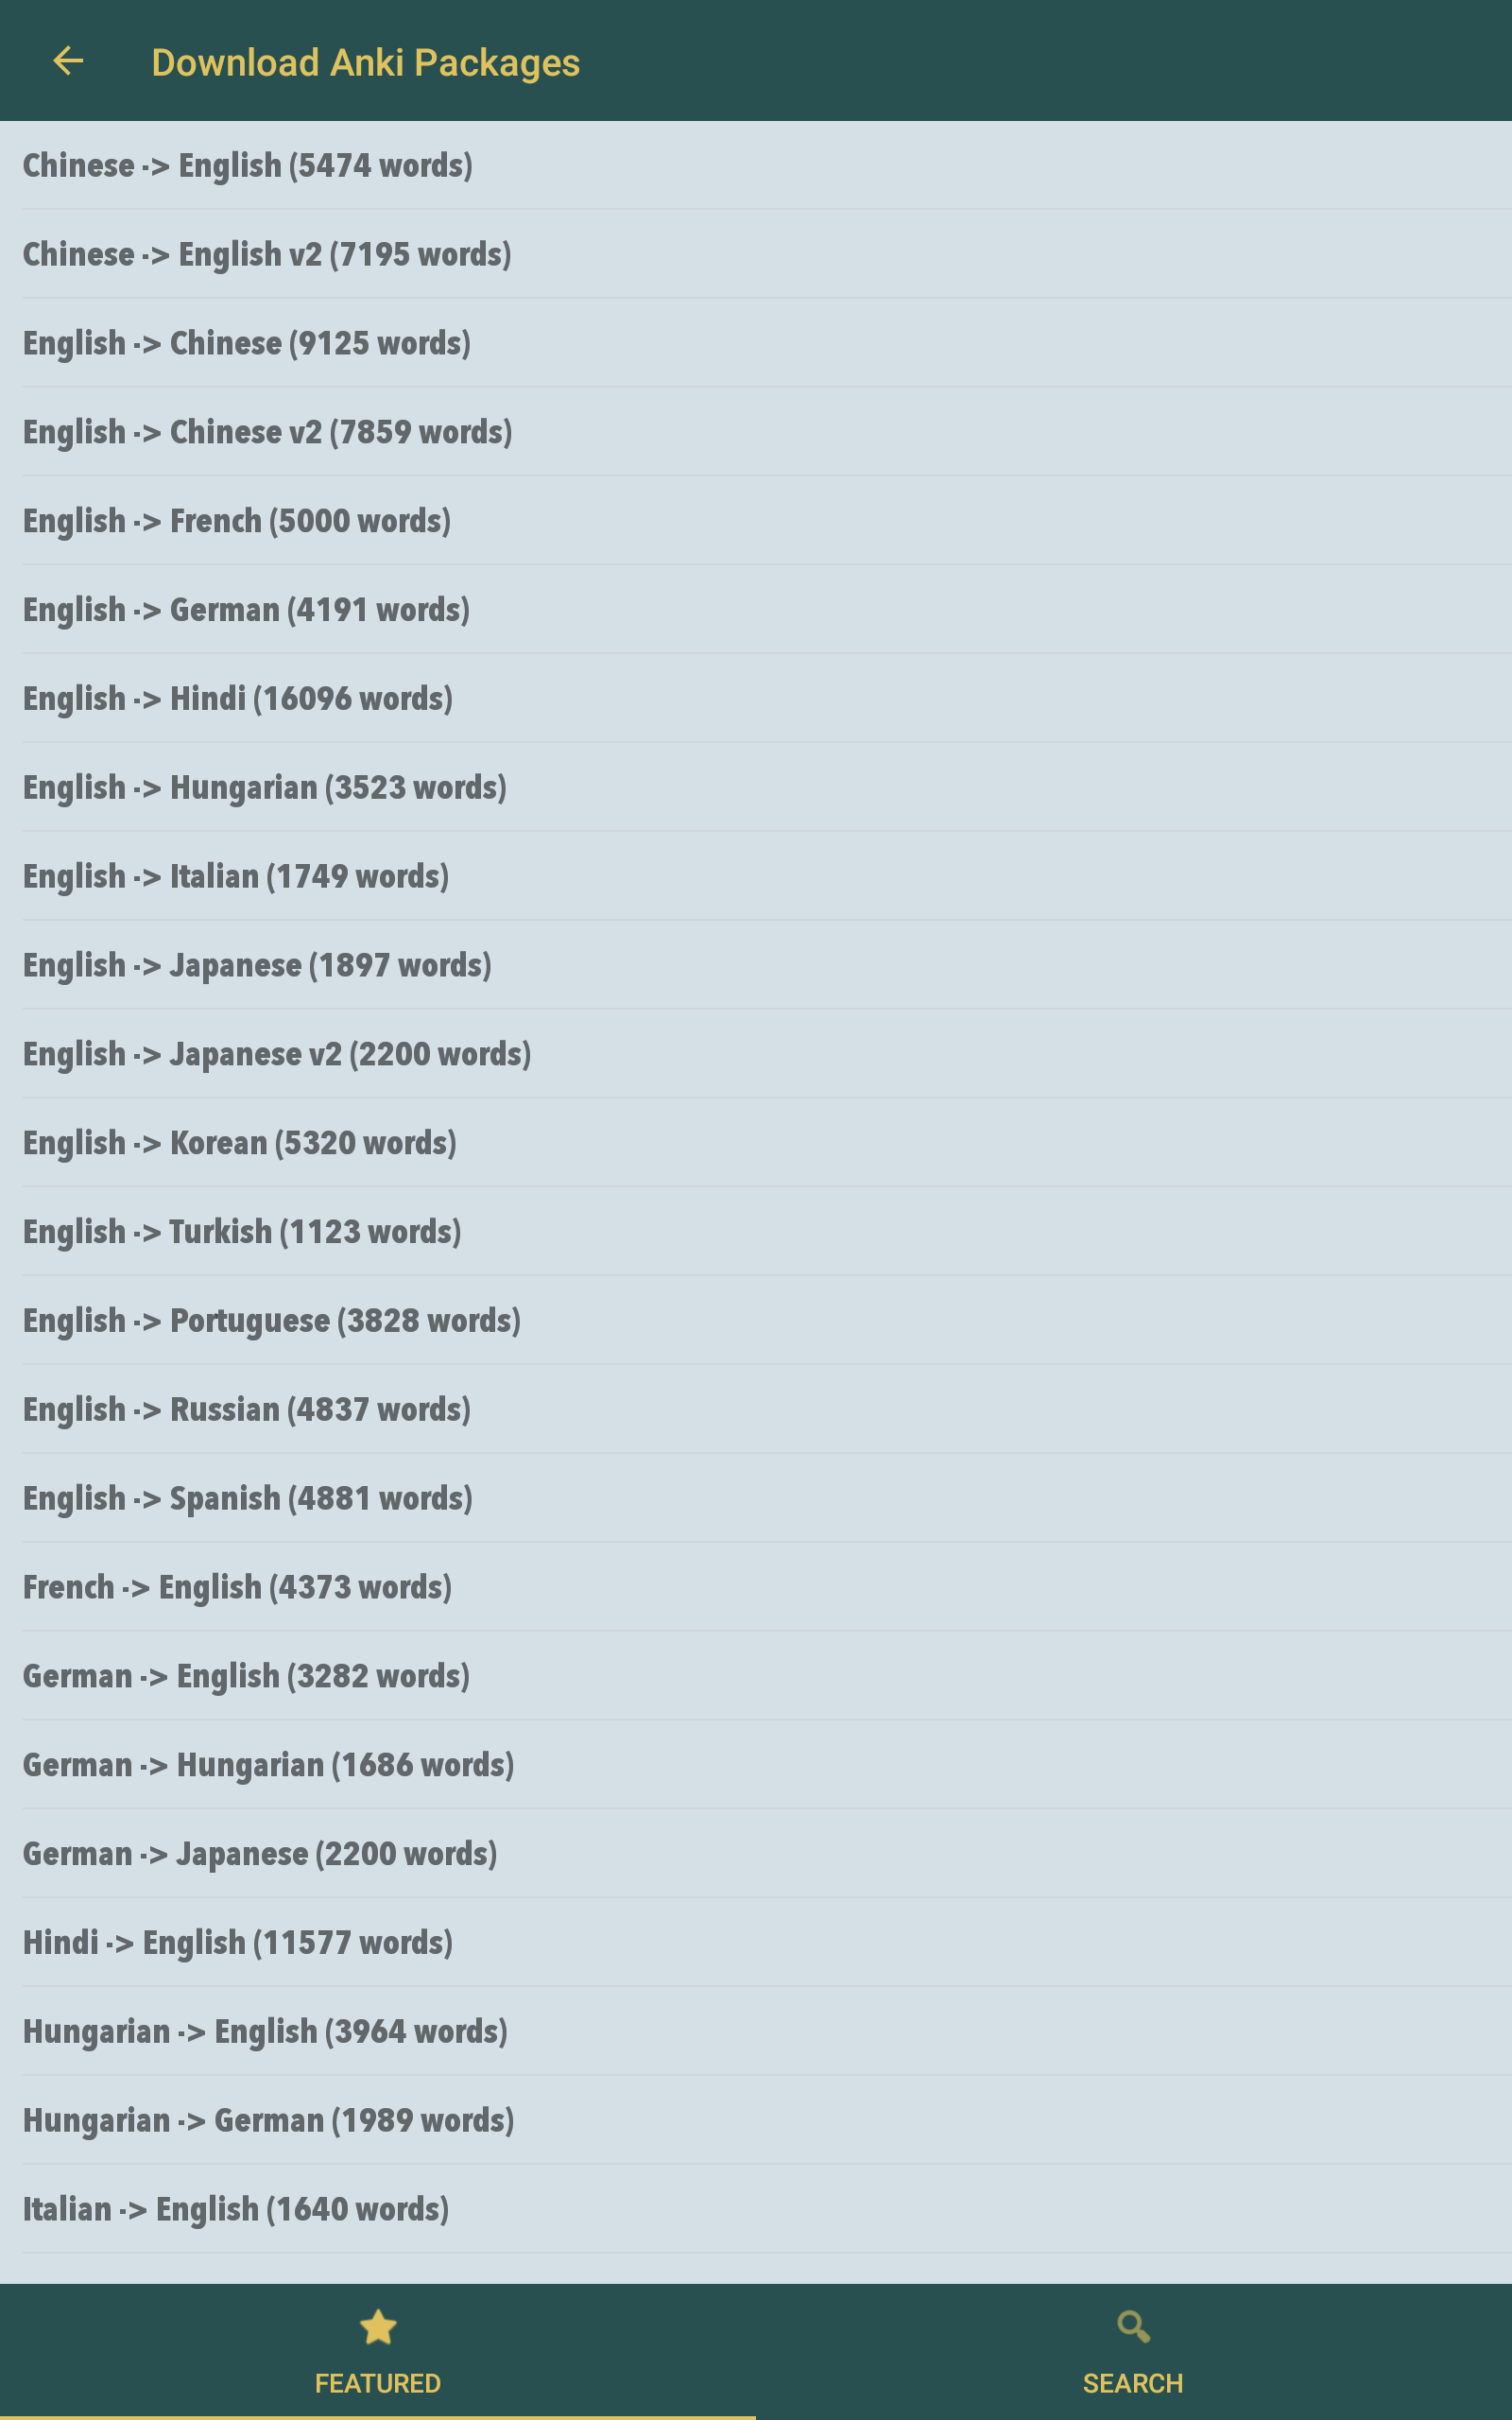 Download Anki Packages
Chinese -> English (5474 words)
Chinese -> English v2 (7195 words)
English -> Chinese (9125 words)
English -> Chinese v2 (7859 words)
English -> French (5000 words)
English -> German (4191 words)
English -> Hindi (16096 words)
English -> Hungarian (3523 words)
English -> Italian (1749 words)
English -> Japanese (1897 words)
English -> Japanese v2 (2200 words)
English -> Korean (5320 words)
English -> Turkish (1123 words)
English -> Portuguese (3828 words)
English -> Russian (4837 words)
English -> Spanish (4881 words)
French -> English (4373 words)
German -> English (3282 words)
German -> Hungarian (1686 words)
German -> Japanese (2200 words)
Hindi -> English (11577 words)
Hungarian -> English (3964 words)
Hungarian -> German (1989 words)
Italian -> English (1640 words)
FEATURED
SEARCH